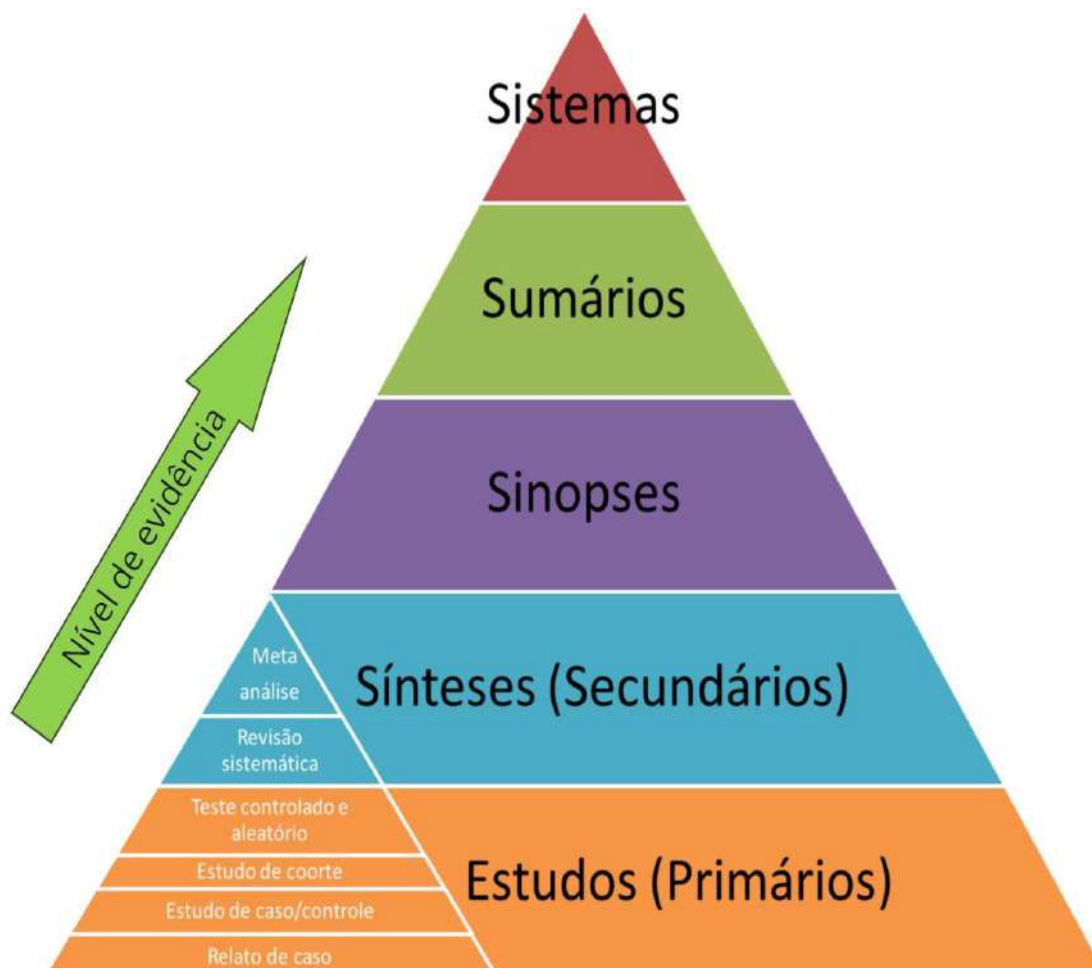 Sistemas
Sumários
Nível de evidência
Sinopses
Meta
análise
Sínteses (Secundários)
Revisão
sistemática
Teste controlado e
aleatório
Estudo de coorte
Estudos (Primários)
Estudo de caso/controle
Relato de caso